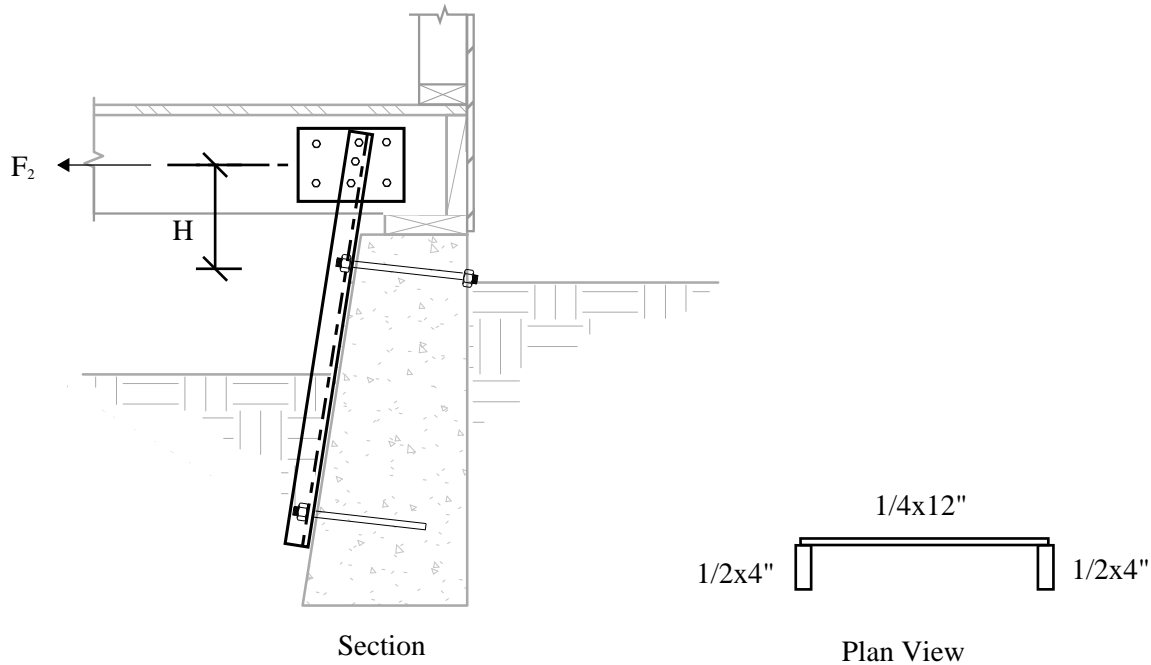 F₂
H
1/4x12"
1/2x4"
1/2x4"
Section
Plan View